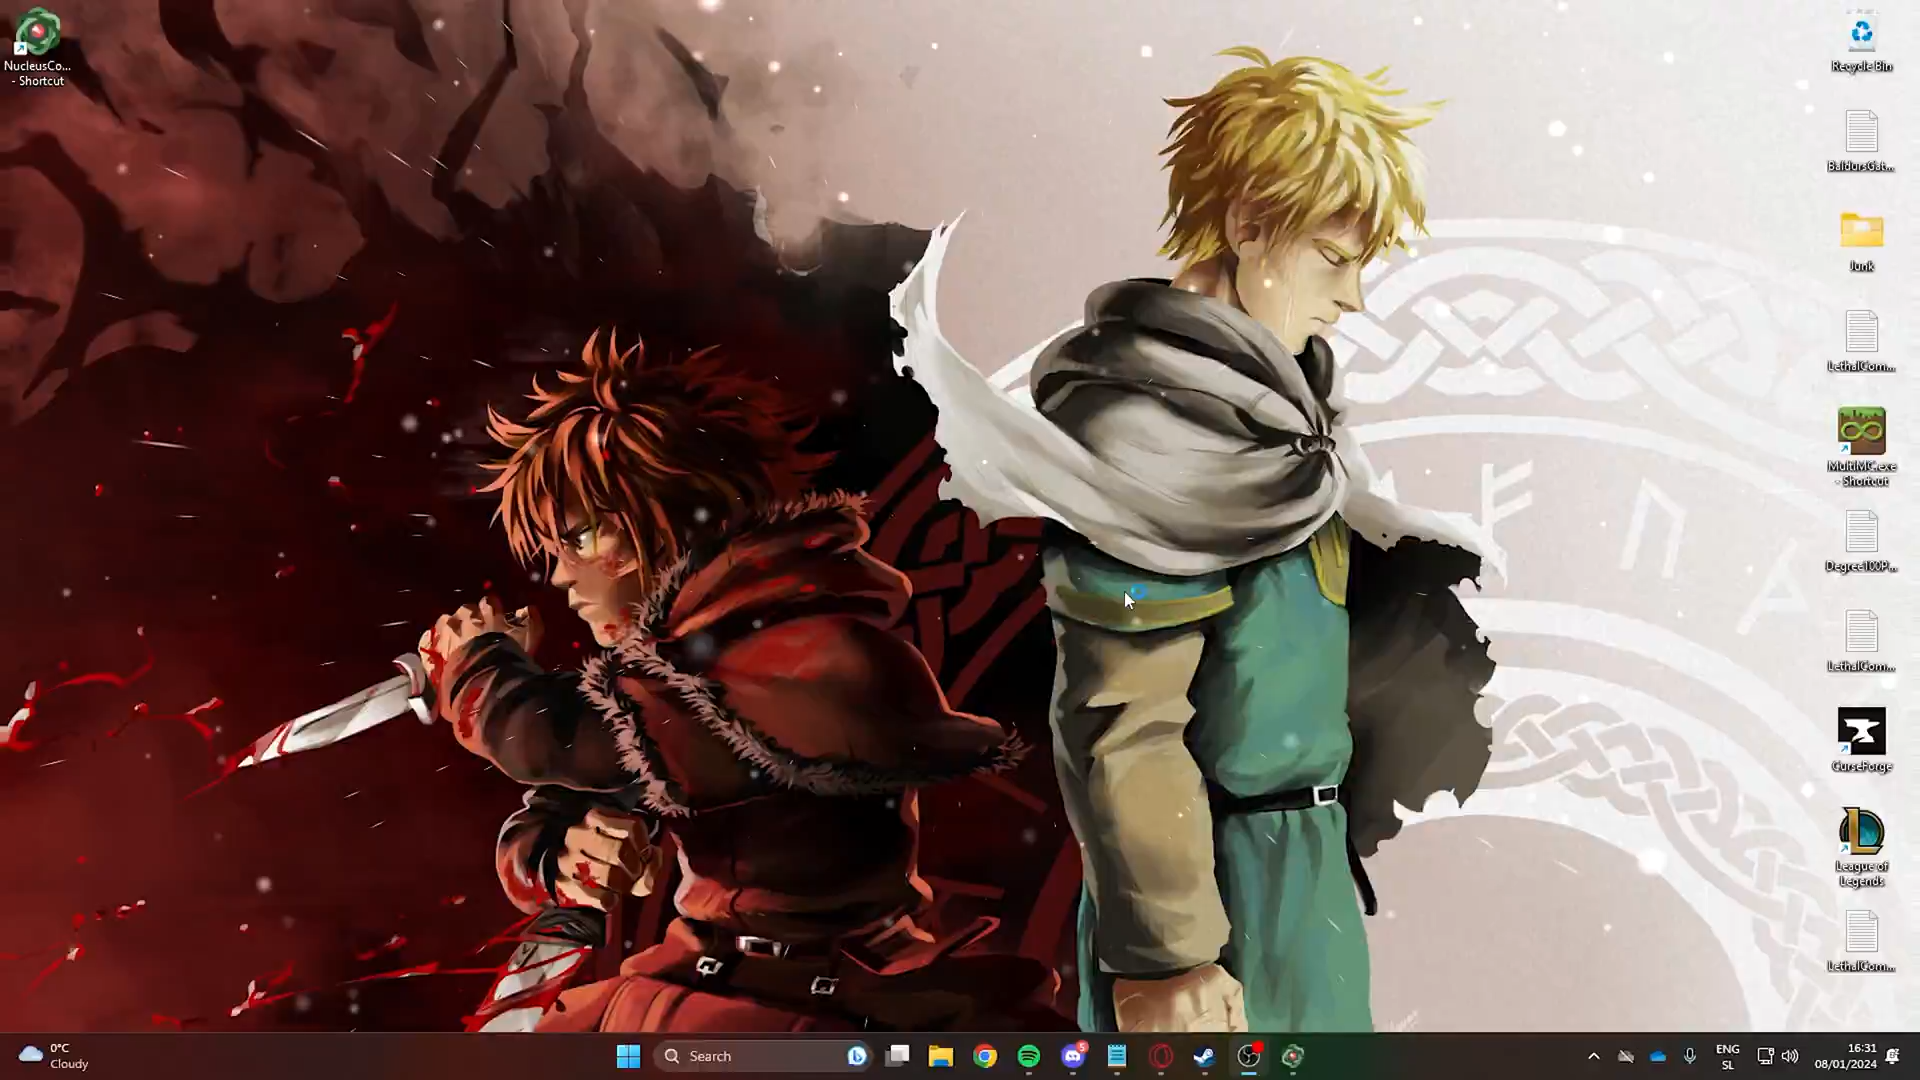 NucleusCo...
- Shortcut
Recycle Bin
BaldursGat...
Junk
LethalCom...
MultiMC.exe
- Shortcut
Degree100P...
LethalCom...
CurseForge
League of
Legends
LethalCom...
0°C
Cloudy
Search
5
ENG
SL
16:31
08/01/2024